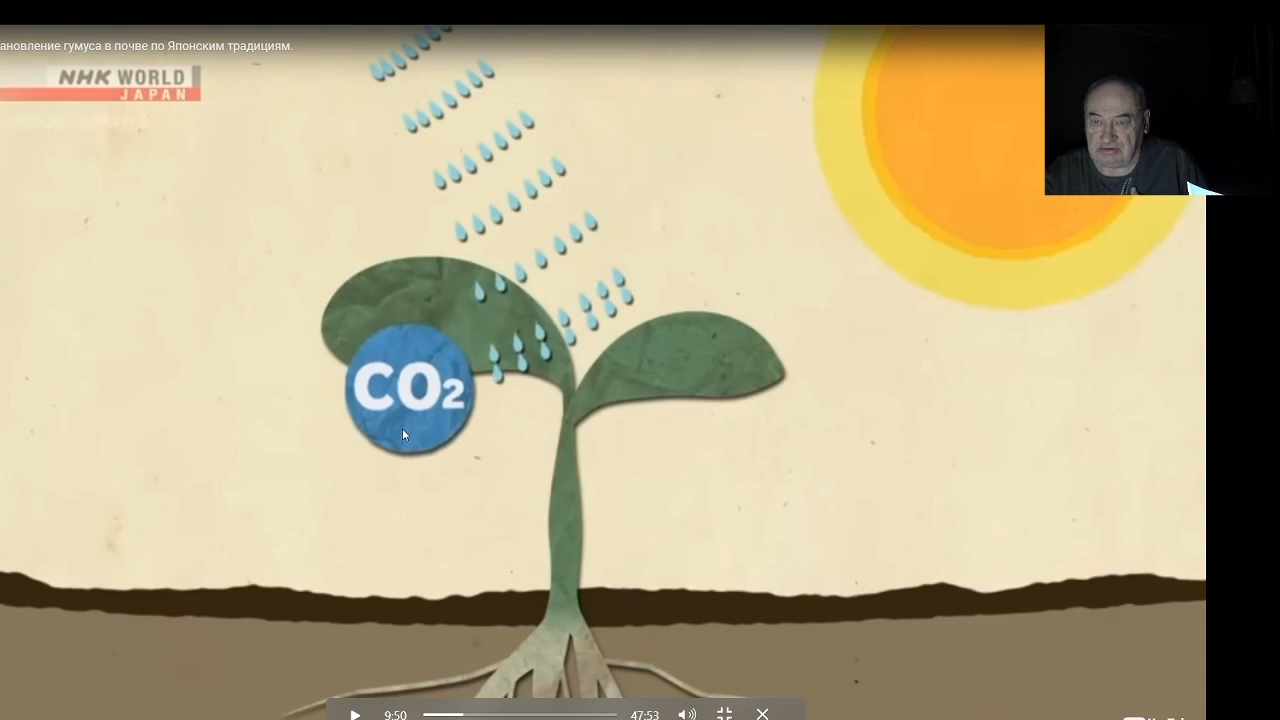 ановление гумуса в почве по Японским традициям.
NHK WORLD
JAPAN
CO2
9:50
47:53